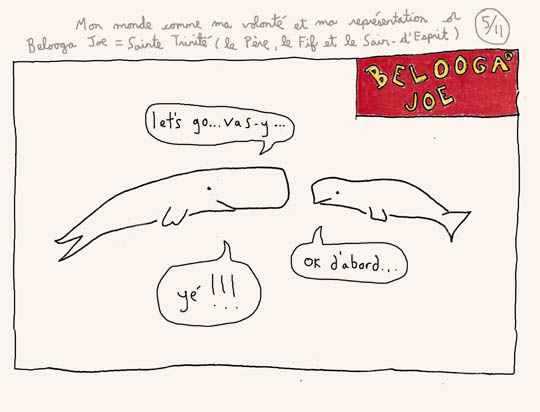 Mon monde comme ma volonté et ma représentation or
Belooga Joe = Sainte Trinité (le Père, le Fif et le Sain-d'Esprit)
5/11
BELOOGA
JOE
let's go...vas-y...
ok d'abord...
yé !!!